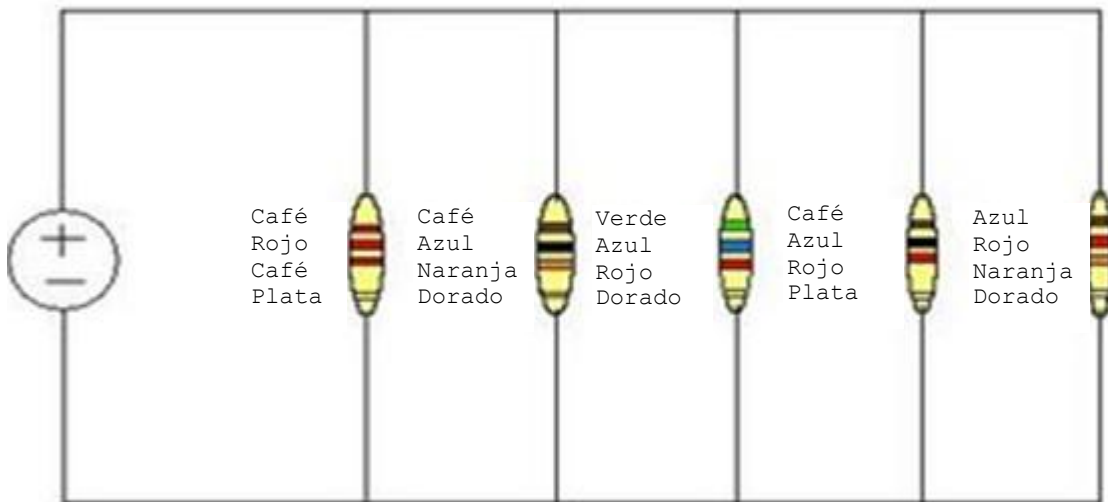 Café
Rojo
Café
Plata
Café
Azul
Naranja
Dorado
Verde
Azul
Rojo
Dorado
Café
Azul
Rojo
Plata
Azul
Rojo
Naranja
Dorado